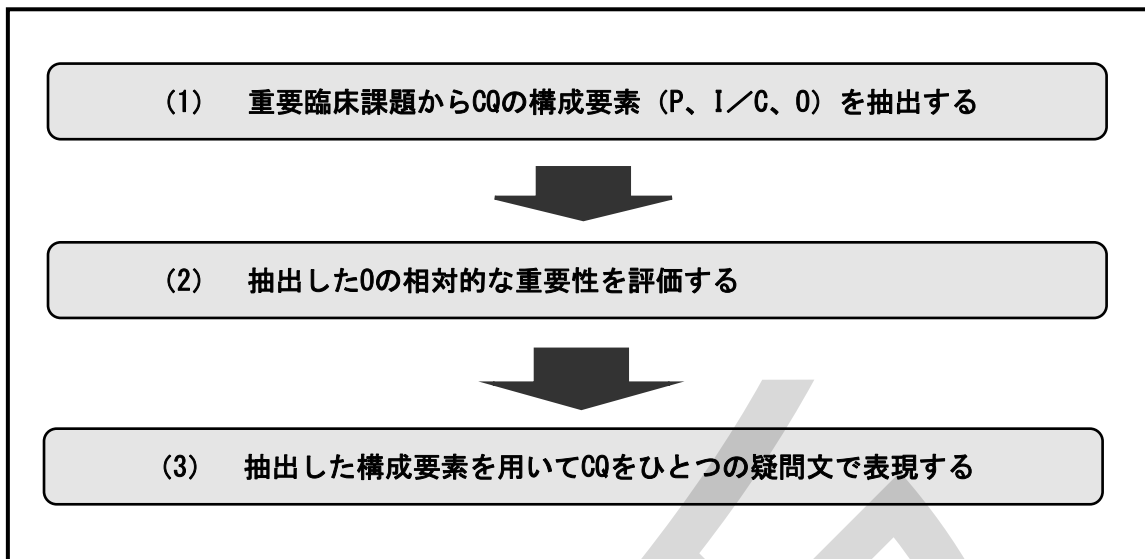 (1) 重要臨床課題からCQの構成要素（P、I／C、O）を抽出する
(2) 抽出したOの相対的な重要性を評価する
(3) 抽出した構成要素を用いてCQをひとつの疑問文で表現する